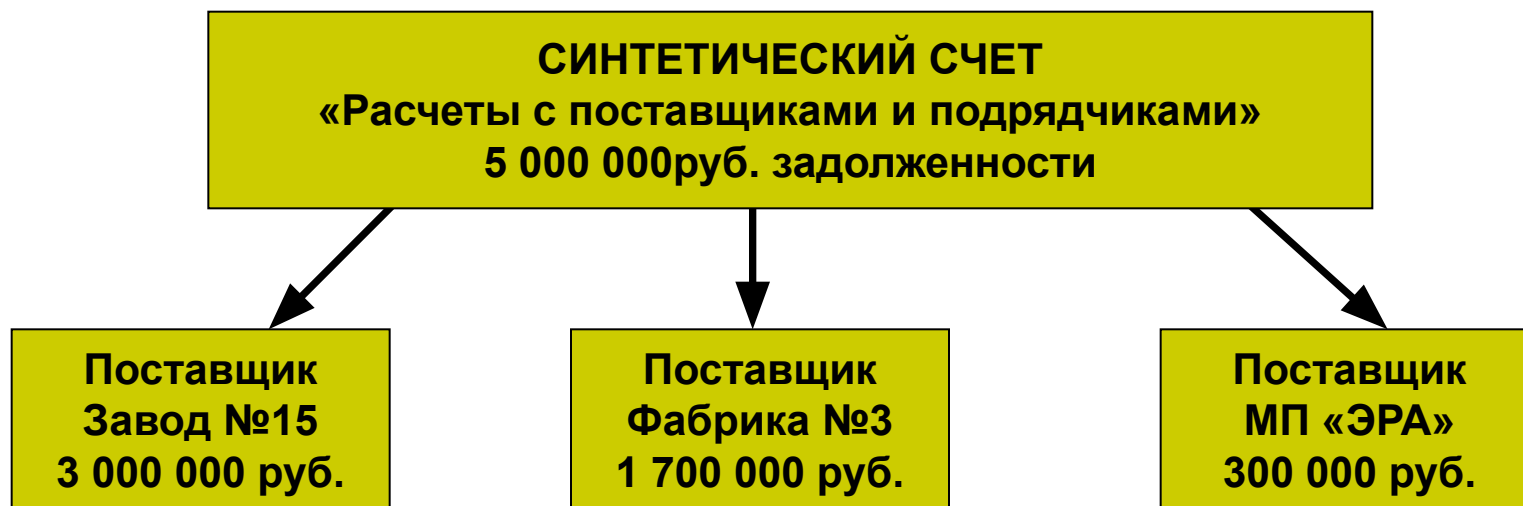 СИНТЕТИЧЕСКИЙ СЧЕТ
«Расчеты с поставщиками и подрядчиками»
5 000 000руб. задолженности
Поставщик
Завод №15
3 000 000 руб.
Поставщик
Фабрика №3
1 700 000 руб.
Поставщик
МП «ЭРА»
300 000 руб.